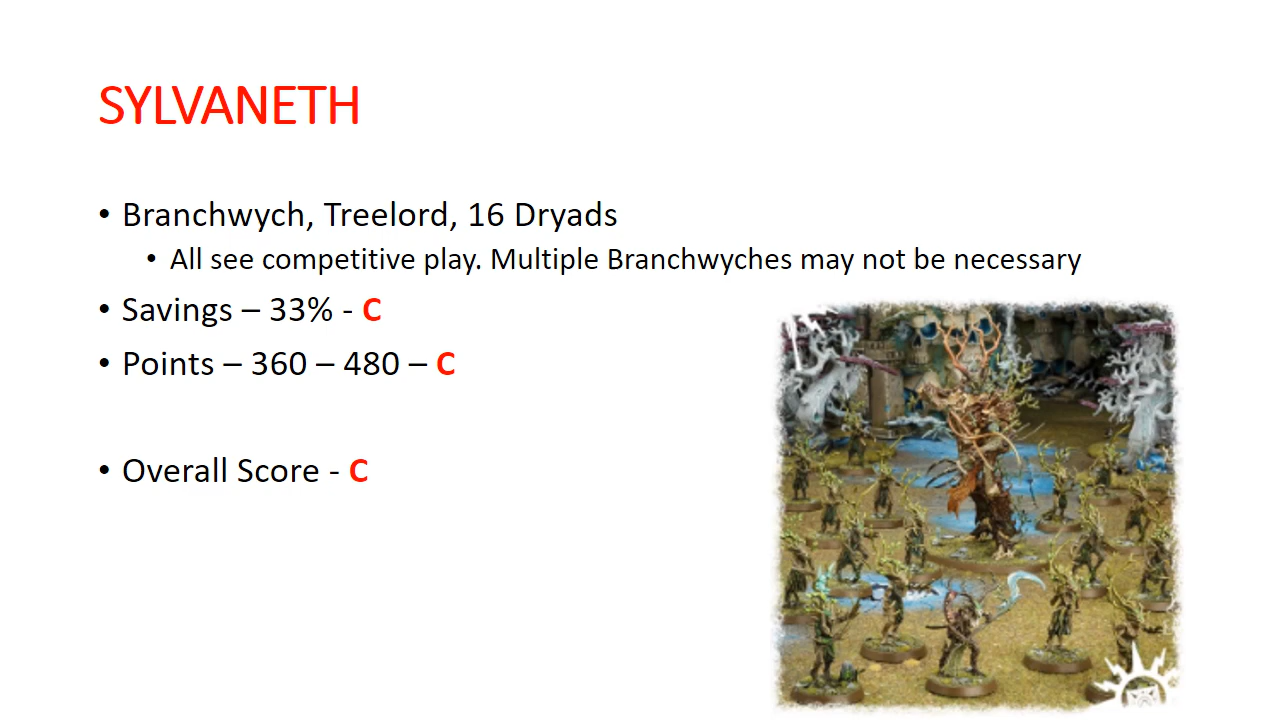 SYLVANETH
• Branchwych, Treelord, 16 Dryads
• All see competitive play. Multiple Branchwyches may not be necessary
• Savings – 33% - C
• Points – 360 – 480 – C
• Overall Score - C